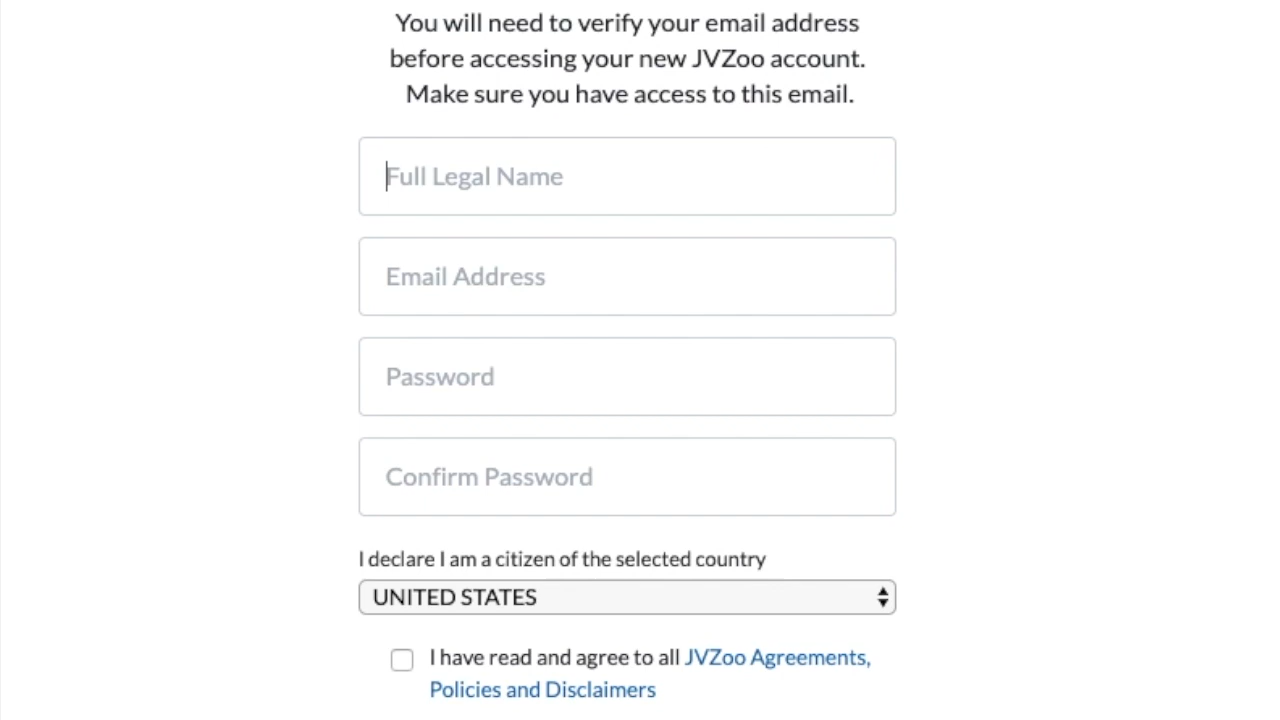 You will need to verify your email address
before accessing your new JVZoo account.
Make sure you have access to this email.
Full Legal Name
Email Address
Password
Confirm Password
I declare I am a citizen of the selected country
UNITED STATES
I have read and agree to all JVZoo Agreements,
Policies and Disclaimers